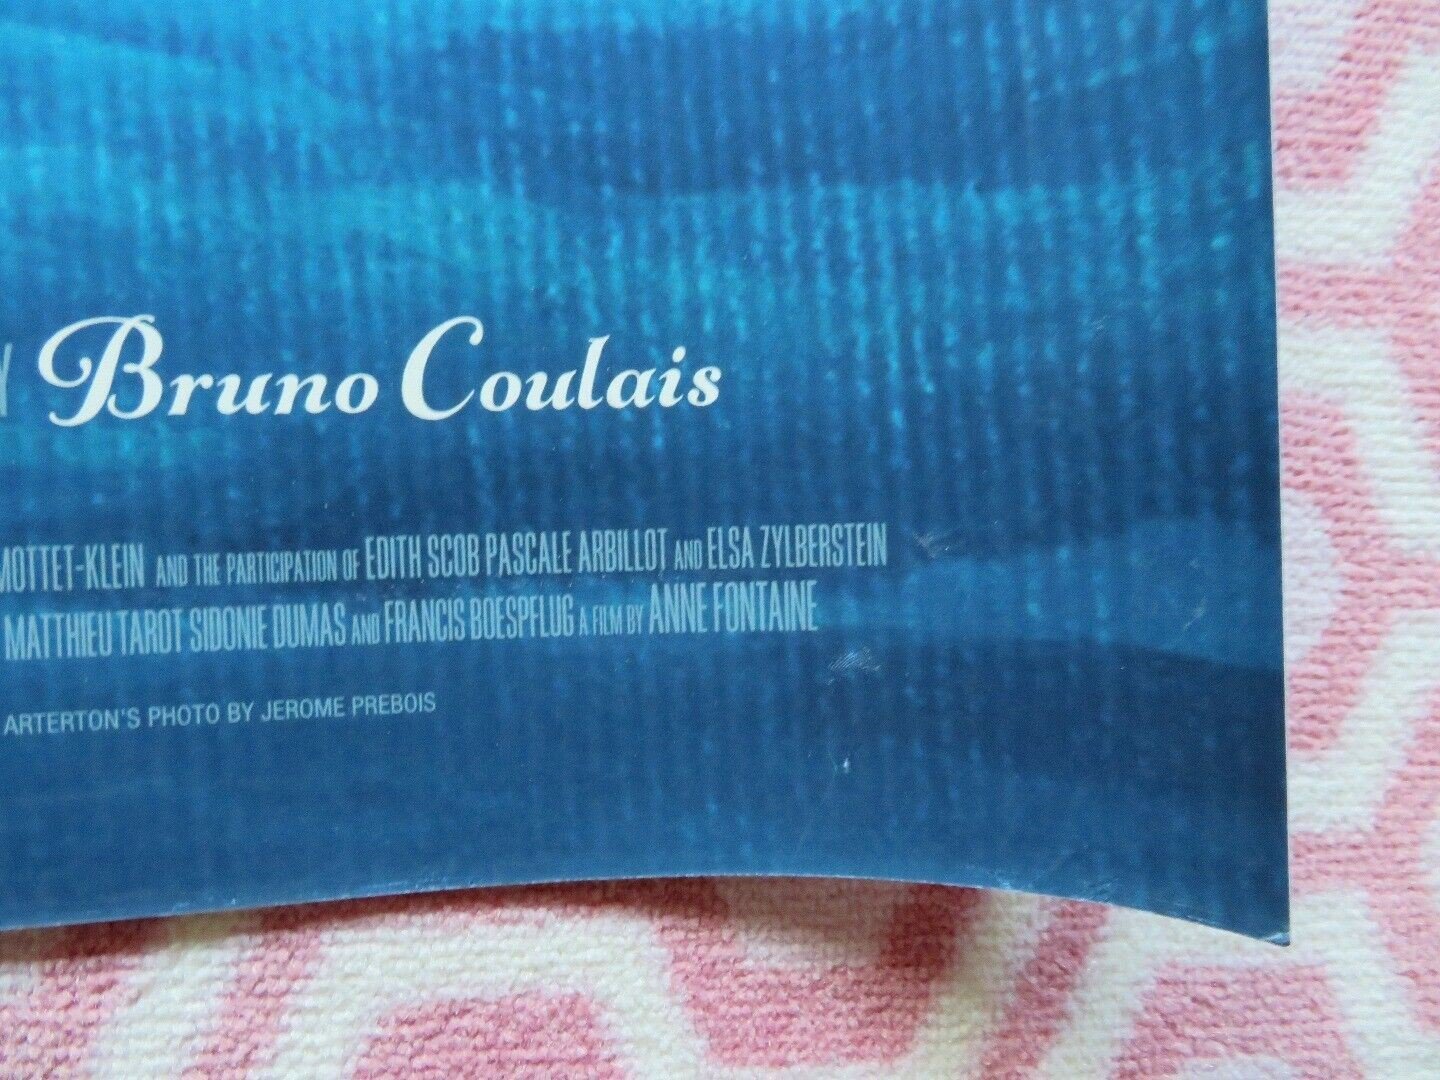 Y Bruno Coulais
MOTTET-KLEIN AND THE PARTICIPATION OF EDITH SCOB PASCALE ARBILLOT AND ELSA ZYLBERSTEIN
MATTHIEU TAROT SIDONIE DUMAS AND FRANCIS BOESPFLUG A FILM BY ANNE FONTAINE
ARTERTON'S PHOTO BY JEROME PREBOIS